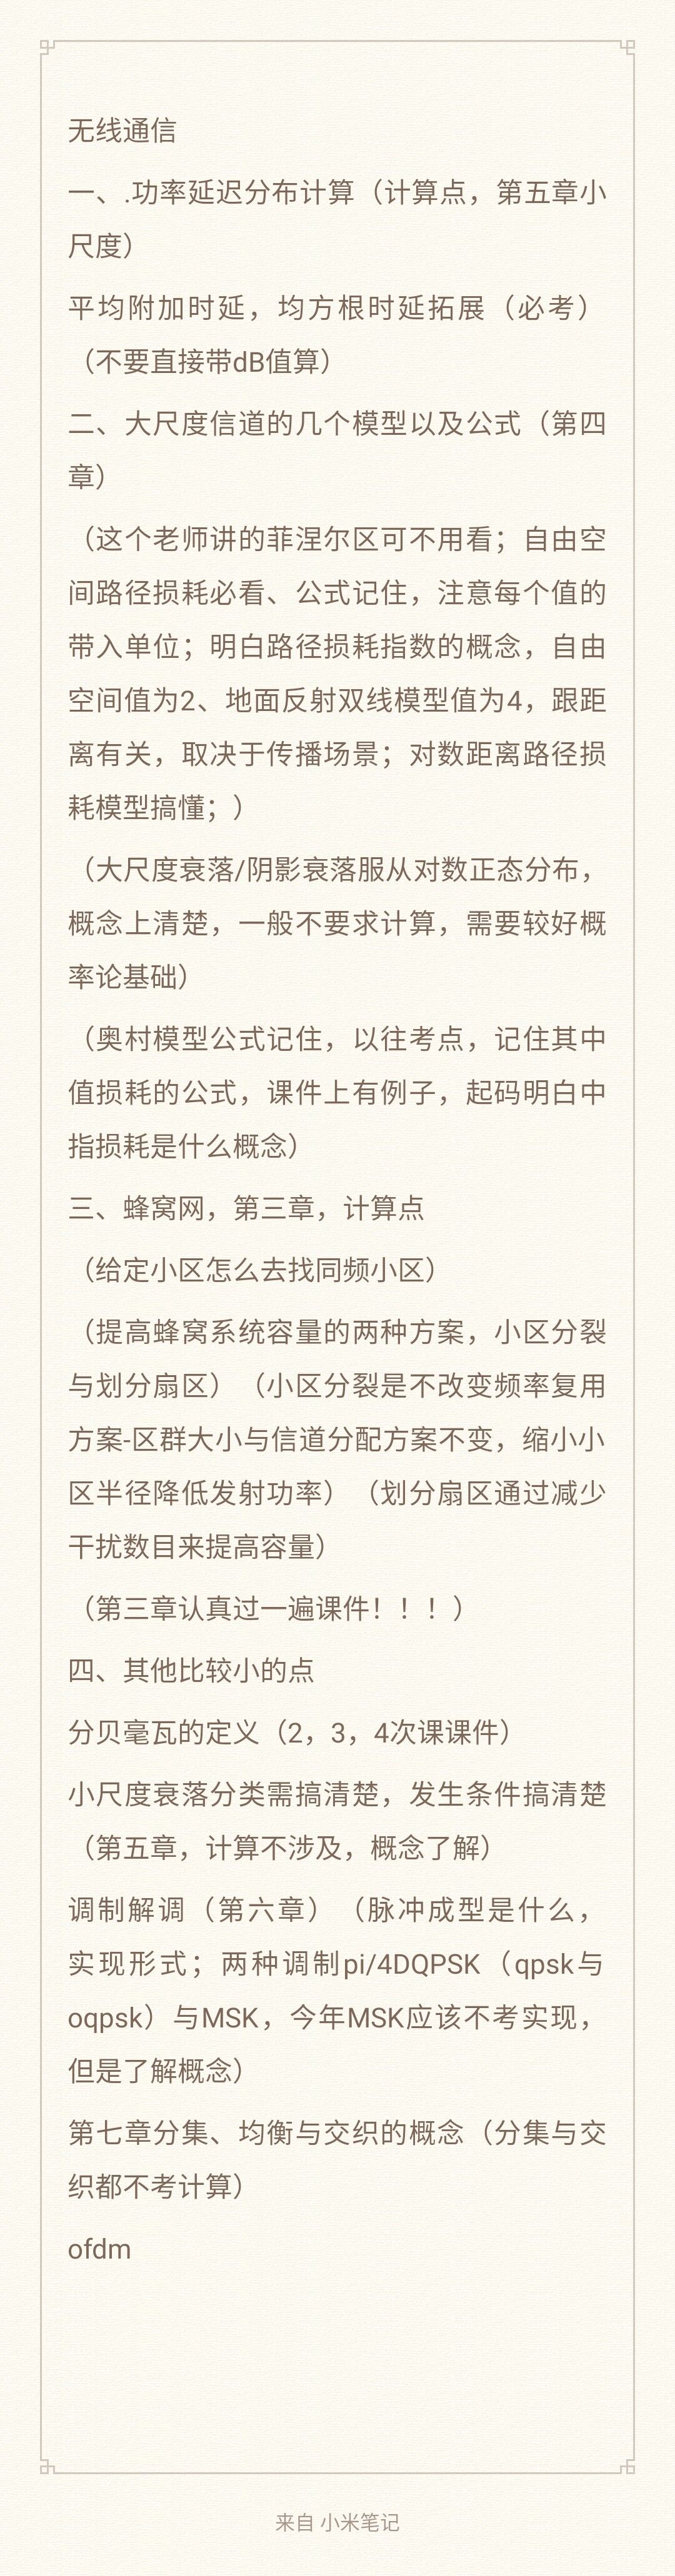 无线通信
一、.功率延迟分布计算（计算点，第五章小
尺度）
平均附加时延，均方根时延拓展（必考）
（不要直接带dB值算）
二、大尺度信道的几个模型以及公式（第四
章）
（这个老师讲的菲涅尔区可不用看；自由空
间路径损耗必看、公式记住，注意每个值的
带入单位；明白路径损耗指数的概念，自由
空间值为2、地面反射双线模型值为4，跟距
离有关，取决于传播场景；对数距离路径损
耗模型搞懂；）
（大尺度衰落/阴影衰落服从对数正态分布，
概念上清楚，一般不要求计算，需要较好概
率论基础）
（奥村模型公式记住，以往考点，记住其中
值损耗的公式，课件上有例子，起码明白中
指损耗是什么概念）
三、蜂窝网，第三章，计算点
（给定小区怎么去找同频小区）
（提高蜂窝系统容量的两种方案，小区分裂
与划分扇区）（小区分裂是不改变频率复用
方案-区群大小与信道分配方案不变，缩小小
区半径降低发射功率）（划分扇区通过减少
干扰数目来提高容量）
（第三章认真过一遍课件！！！）
四、其他比较小的点
分贝毫瓦的定义（2，3，4次课课件）
小尺度衰落分类需搞清楚，发生条件搞清楚
（第五章，计算不涉及，概念了解）
调制解调（第六章）（脉冲成型是什么，
实现形式；两种调制pi/4DQPSK（qpsk与
oqpsk）与MSK，今年MSK应该不考实现，
但是了解概念）
第七章分集、均衡与交织的概念（分集与交
织都不考计算）
ofdm
来自 小米笔记